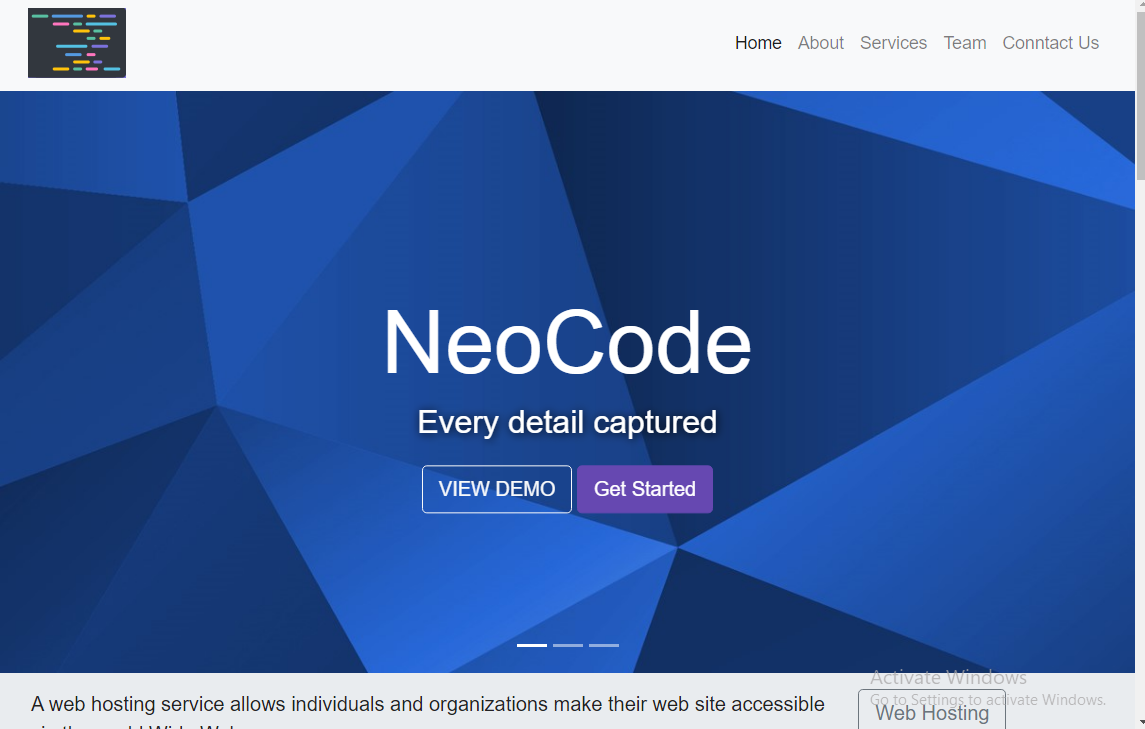 Home About Services Team Conntact Us
NeoCode
Every detail captured
VIEW DEMO Get Started
A web hosting service allows individuals and organizations make their web site accessible
Web Hosting
Activate Windows
Go to Settings to activate Windows.